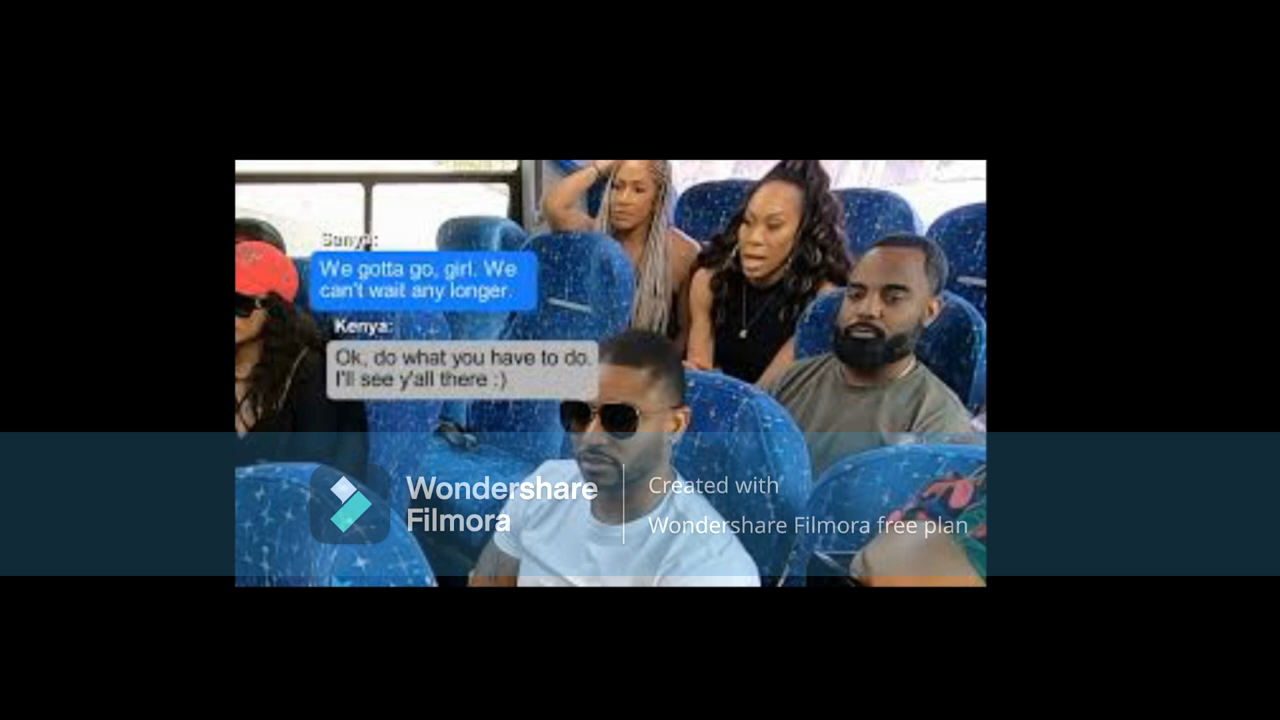 Sanya:
We gotta go, girl. We
can't wait any longer.
Kenya:
Ok, do what you have to do.
I'll see y'all there :)
Wondershare
Filmora
Created with
Wondershare Filmora free plan